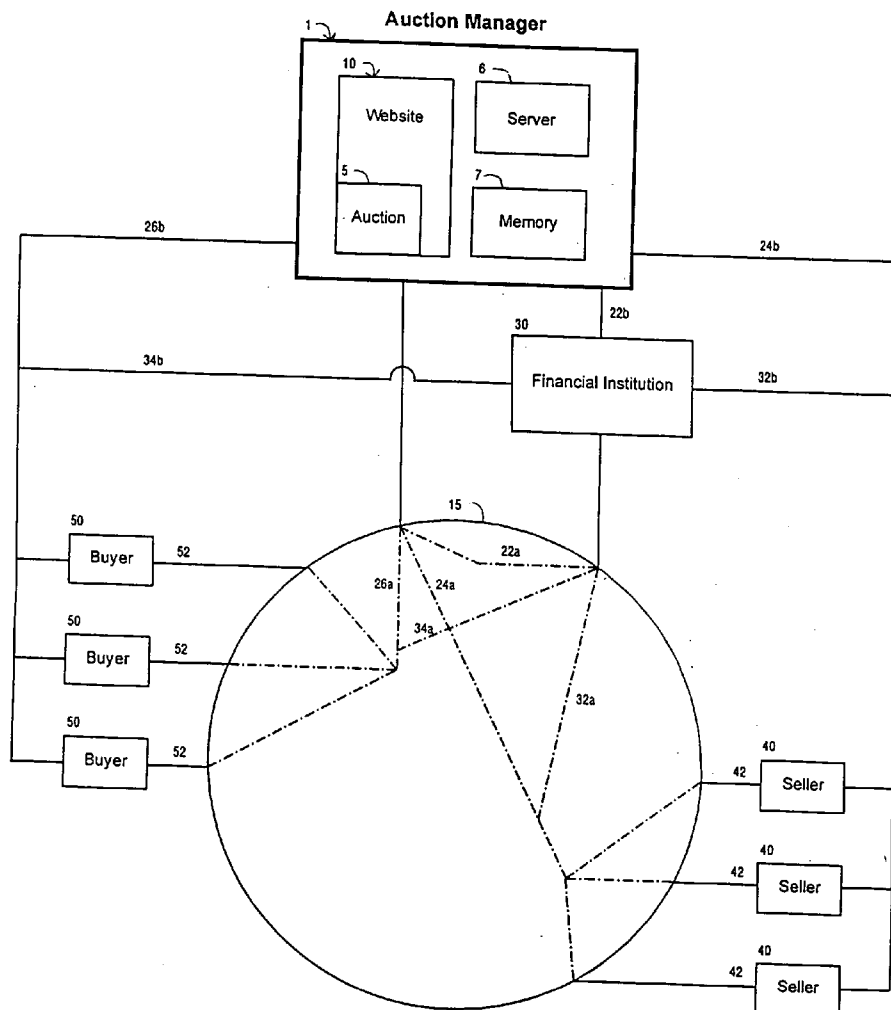 Auction Manager
1
10
6
Website
Server
5
7
Auction
Memory
26b
24b
22b
30
34b
Financial Institution
32b
15
50
Buyer
52
22a
26a
24a
50
34a
Buyer
52
32a
50
Buyer
52
40
42
Seller
40
42
Seller
40
42
Seller